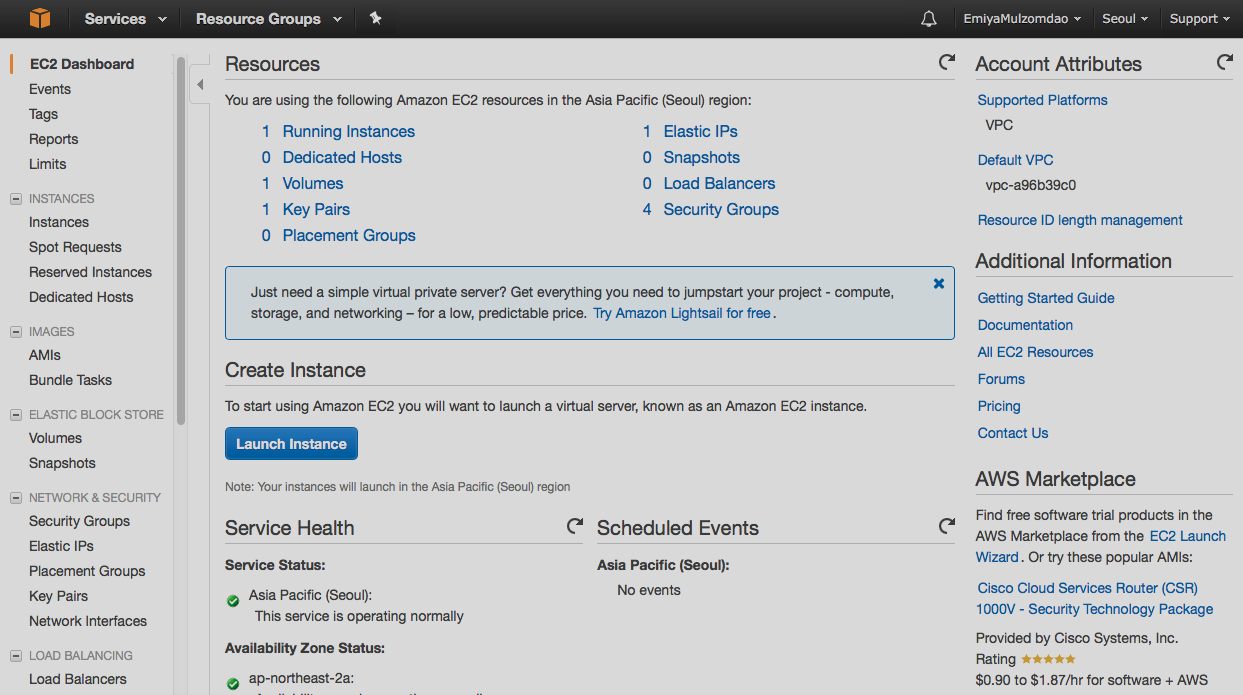 Services
Resource Groups
EmiyaMulzomdao
Seoul
Support
EC2 Dashboard
Events
Tags
Reports
Limits
INSTANCES
Instances
Spot Requests
Reserved Instances
Dedicated Hosts
IMAGES
AMIs
Bundle Tasks
ELASTIC BLOCK STORE
Volumes
Snapshots
NETWORK & SECURITY
Security Groups
Elastic IPs
Placement Groups
Key Pairs
Network Interfaces
LOAD BALANCING
Load Balancers
Resources
You are using the following Amazon EC2 resources in the Asia Pacific (Seoul) region:
1 Running Instances
0 Dedicated Hosts
1 Volumes
1 Key Pairs
0 Placement Groups
1 Elastic IPs
0 Snapshots
0 Load Balancers
4 Security Groups
Just need a simple virtual private server? Get everything you need to jumpstart your project - compute,
storage, and networking – for a low, predictable price. Try Amazon Lightsail for free.
Create Instance
To start using Amazon EC2 you will want to launch a virtual server, known as an Amazon EC2 instance.
Launch Instance
Note: Your instances will launch in the Asia Pacific (Seoul) region
Service Health
Service Status:
Asia Pacific (Seoul):
This service is operating normally
Availability Zone Status:
ap-northeast-2a:
Scheduled Events
Asia Pacific (Seoul):
No events
Account Attributes
Supported Platforms
VPC
Default VPC
vpc-a96b39c0
Resource ID length management
Additional Information
Getting Started Guide
Documentation
All EC2 Resources
Forums
Pricing
Contact Us
AWS Marketplace
Find free software trial products in the
AWS Marketplace from the EC2 Launch
Wizard. Or try these popular AMIs:
Cisco Cloud Services Router (CSR)
1000V - Security Technology Package
Provided by Cisco Systems, Inc.
Rating
$0.90 to $1.87/hr for software + AWS